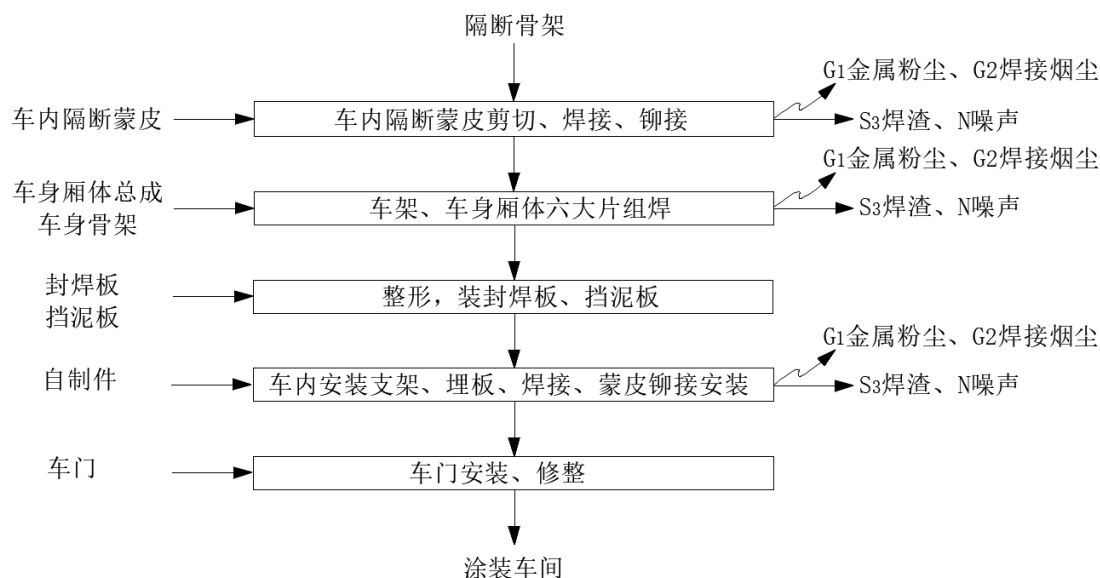 隔断骨架
G1金属粉尘、G2焊接烟尘
车内隔断蒙皮
车内隔断蒙皮剪切、焊接、铆接
S3焊渣、N噪声
G1金属粉尘、G2焊接烟尘
车身厢体总成
车身骨架
车架、车身厢体六大片组焊
S3焊渣、N噪声
封焊板
挡泥板
整形，装封焊板、挡泥板
G1金属粉尘、G2焊接烟尘
自制件
车内安装支架、埋板、焊接、蒙皮铆接安装
S3焊渣、N噪声
车门
车门安装、修整
涂装车间